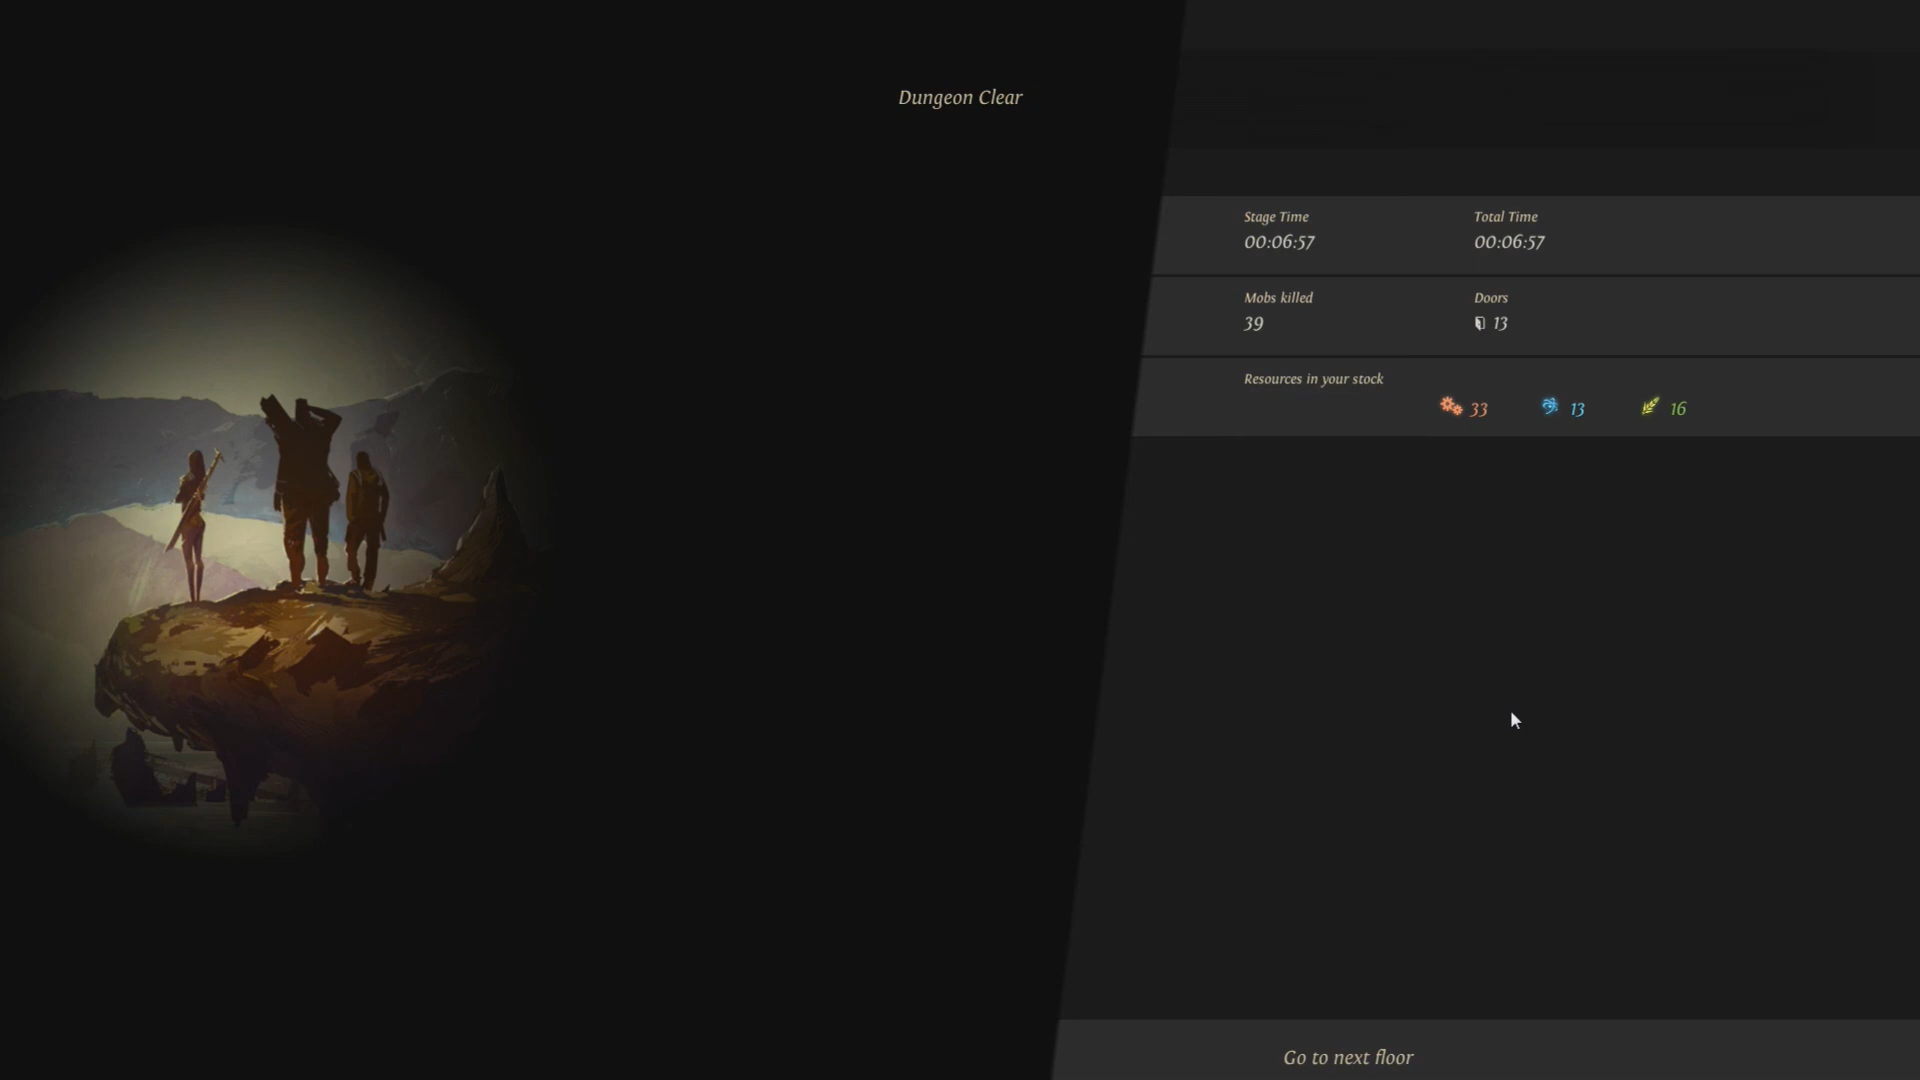 Dungeon Clear
Stage Time
Total Time
00:06:57
00:06:57
Mobs killed
Doors
39
13
Resources in your stock
33
13
16
Go to next floor